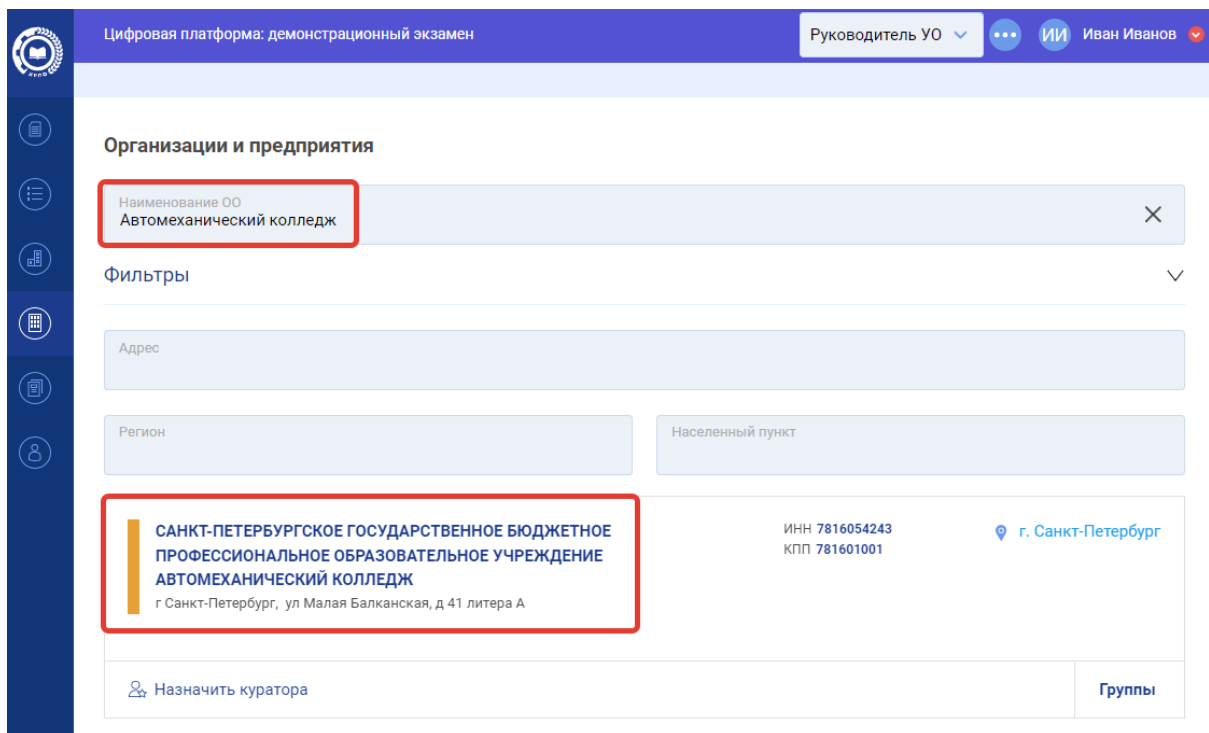 Цифровая платформа: демонстрационный экзамен
Руководитель УО
ИИ
Иван Иванов
Организации и предприятия
Наименование ОО
Автомеханический колледж
Фильтры
Адрес
Регион
Населенный пункт
САНКТ-ПЕТЕРБУРГСКОЕ ГОСУДАРСТВЕННОЕ БЮДЖЕТНОЕ
ПРОФЕССИОНАЛЬНОЕ ОБРАЗОВАТЕЛЬНОЕ УЧРЕЖДЕНИЕ
АВТОМЕХАНИЧЕСКИЙ КОЛЛЕДЖ
г Санкт-Петербург, ул Малая Балканская, д 41 литера А
ИНН 7816054243
КПП 781601001
г. Санкт-Петербург
Назначить куратора
Группы